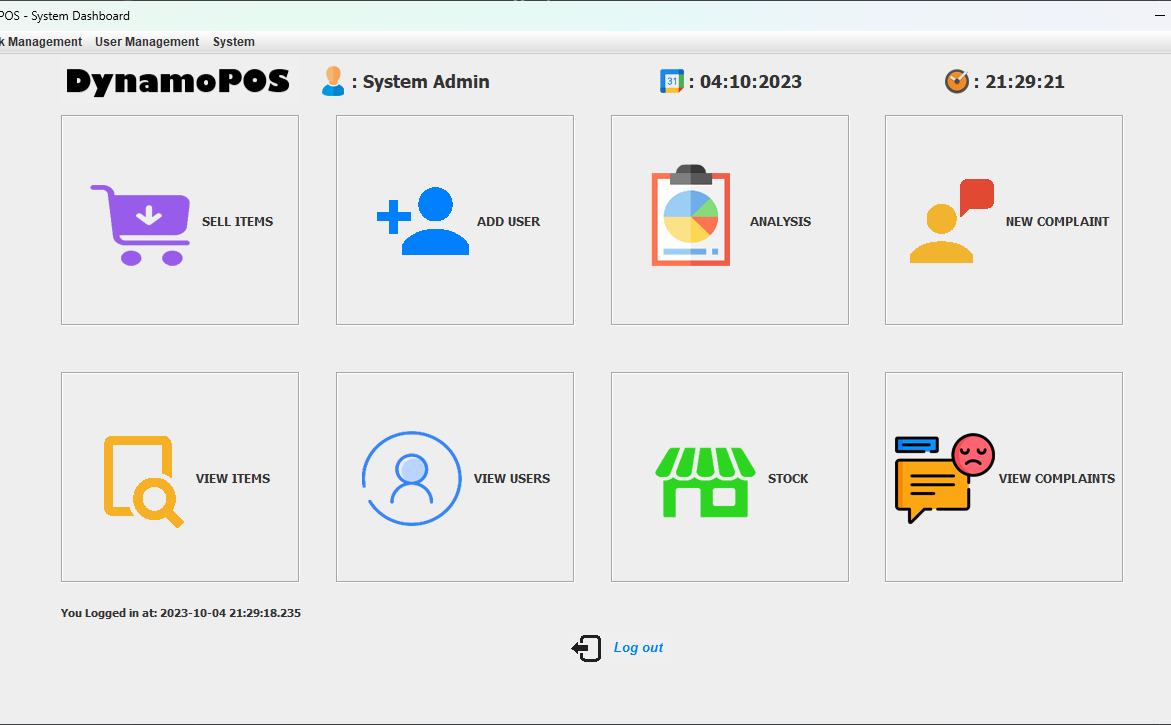 POS - System Dashboard
k Management User Management System
DynamoPOS : System Admin 31 : 04:10:2023 : 21:29:21
SELL ITEMS ADD USER ANALYSIS NEW COMPLAINT
VIEW ITEMS VIEW USERS STOCK VIEW COMPLAINTS
You Logged in at: 2023-10-04 21:29:18.235
Log out